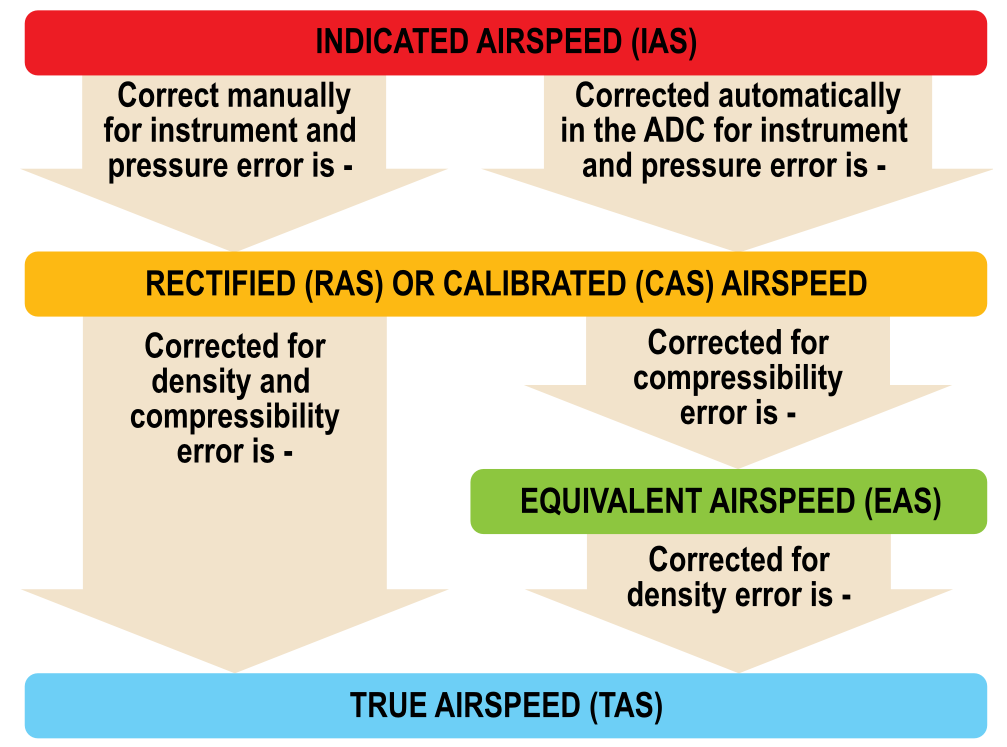 INDICATED AIRSPEED (IAS)
Correct manually
for instrument and
pressure error is -
Corrected automatically
in the ADC for instrument
and pressure error is -
RECTIFIED (RAS) OR CALIBRATED (CAS) AIRSPEED
Corrected for
density and
compressibility
error is -
Corrected for
compressibility
error is -
EQUIVALENT AIRSPEED (EAS)
Corrected for
density error is -
TRUE AIRSPEED (TAS)